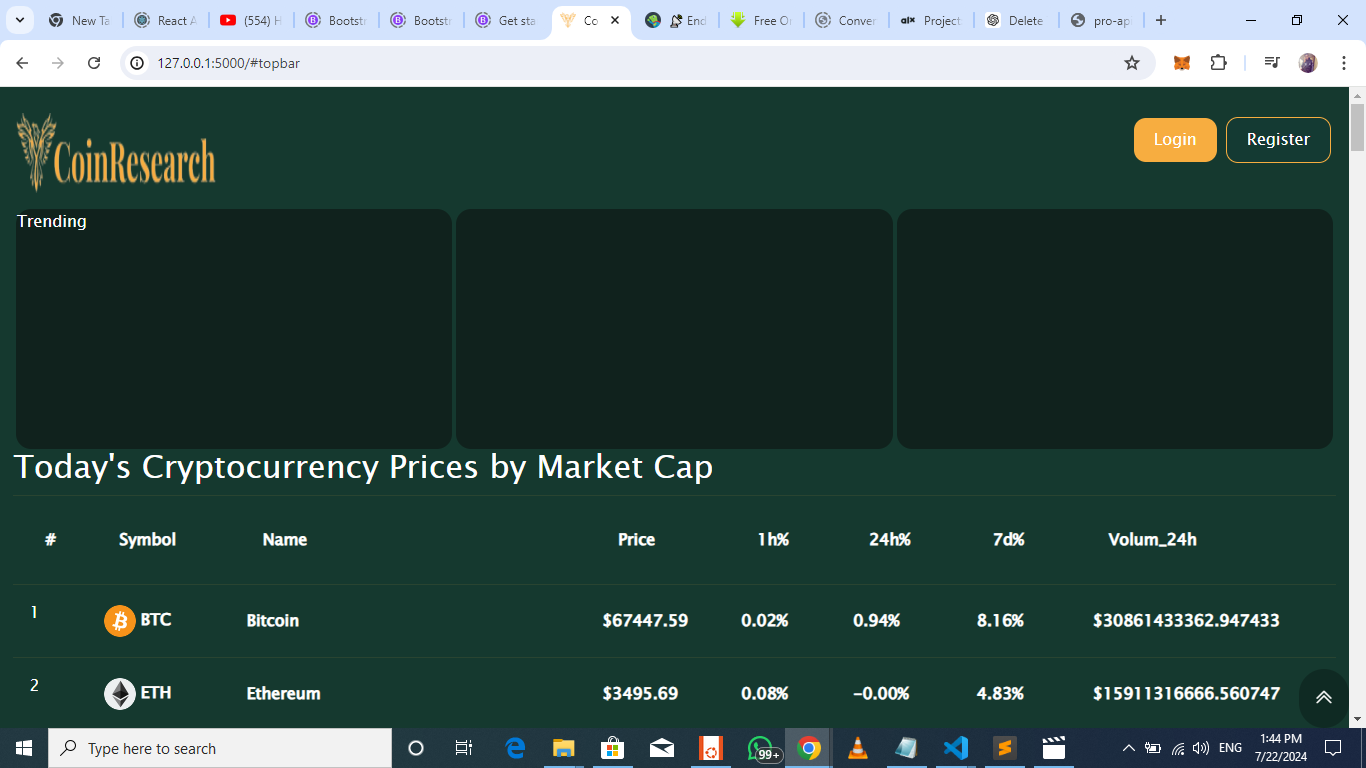 New Ta
React A
(554) H
Bootstr
Bootstr
Get sta
Co
End
Free O
Conver
alx Project
Delete
pro-ap
127.0.0.1:5000/#topbar
CoinResearch
Login
Register
Trending
Today's Cryptocurrency Prices by Market Cap
# Symbol Name Price 1h% 24h% 7d% Volum_24h
1 BTC Bitcoin $67447.59 0.02% 0.94% 8.16% $30861433362.947433
2 ETH Ethereum $3495.69 0.08% -0.00% 4.83% $15911316666.560747
Type here to search
99+
ENG
1:44 PM
7/22/2024